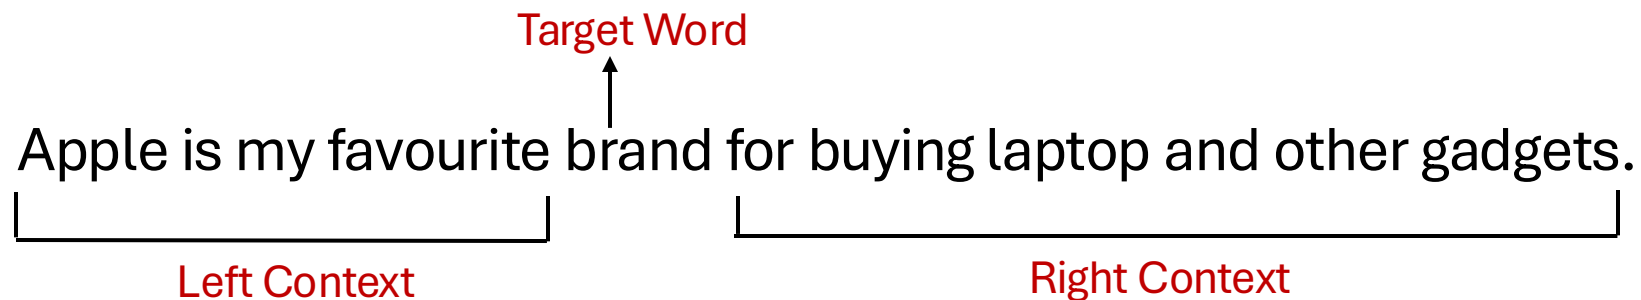 Target Word
Apple is my favourite brand for buying laptop and other gadgets.
Left Context
Right Context